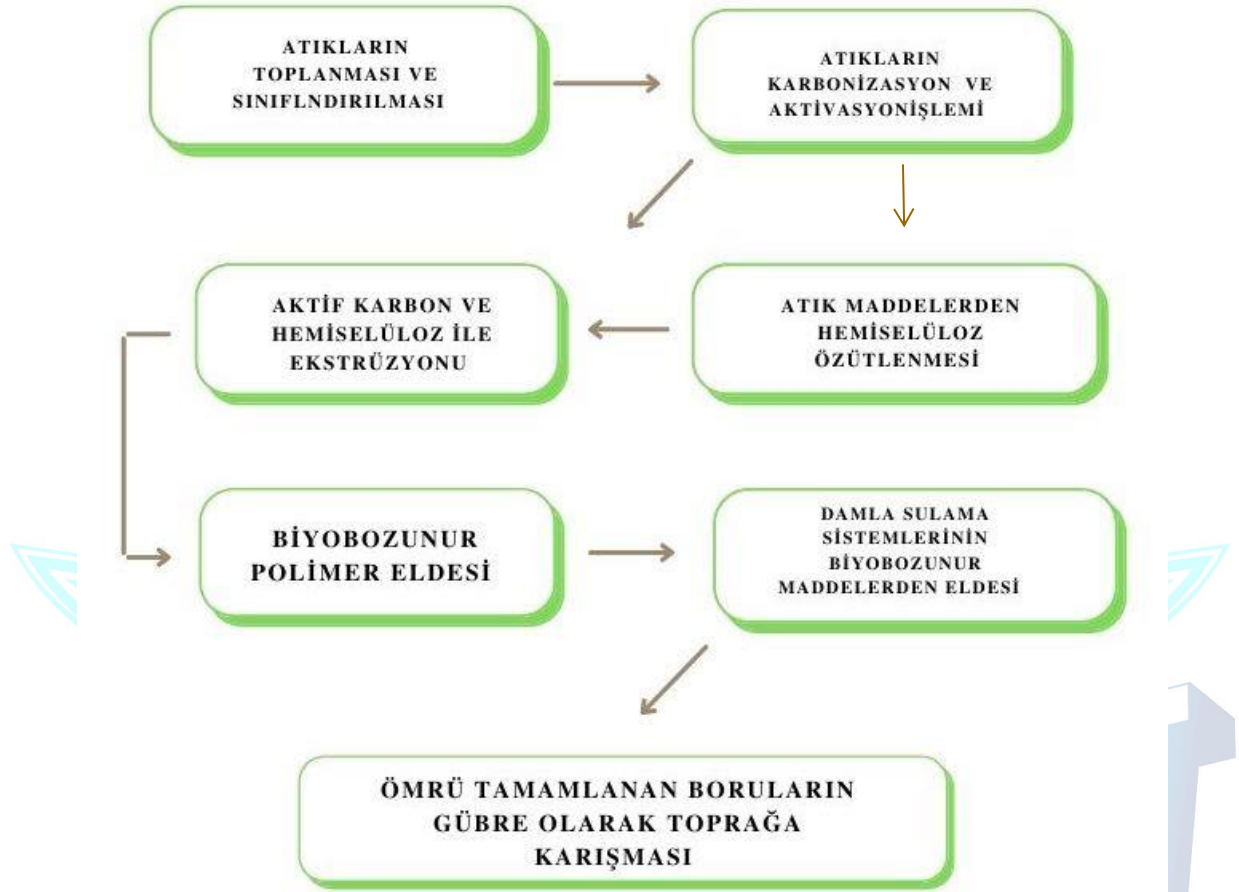 ATIKLARIN
TOPLANMASI VE
SINIFLNDIRILMASI
ATIKLARIN
KARBONİZASYON VE
AKTİVASYONİŞLEMİ
AKTİF KARBON VE
HEMİSELÜLOZ İLE
EKSTRÜZYONU
ATIK MADDELERDEN
HEMİSELÜLOZ
ÖZÜTLENMESİ
BİYOBOZUNUR
POLİMER ELDESİ
DAMLA SULAMA
SİSTEMLERİNİN
BİYOBOZUNUR
MADDELERDEN ELDESİ
ÖMRÜ TAMAMLANAN BORULARIN
GÜBRE OLARAK TOPRAĞA
KARIŞMASI